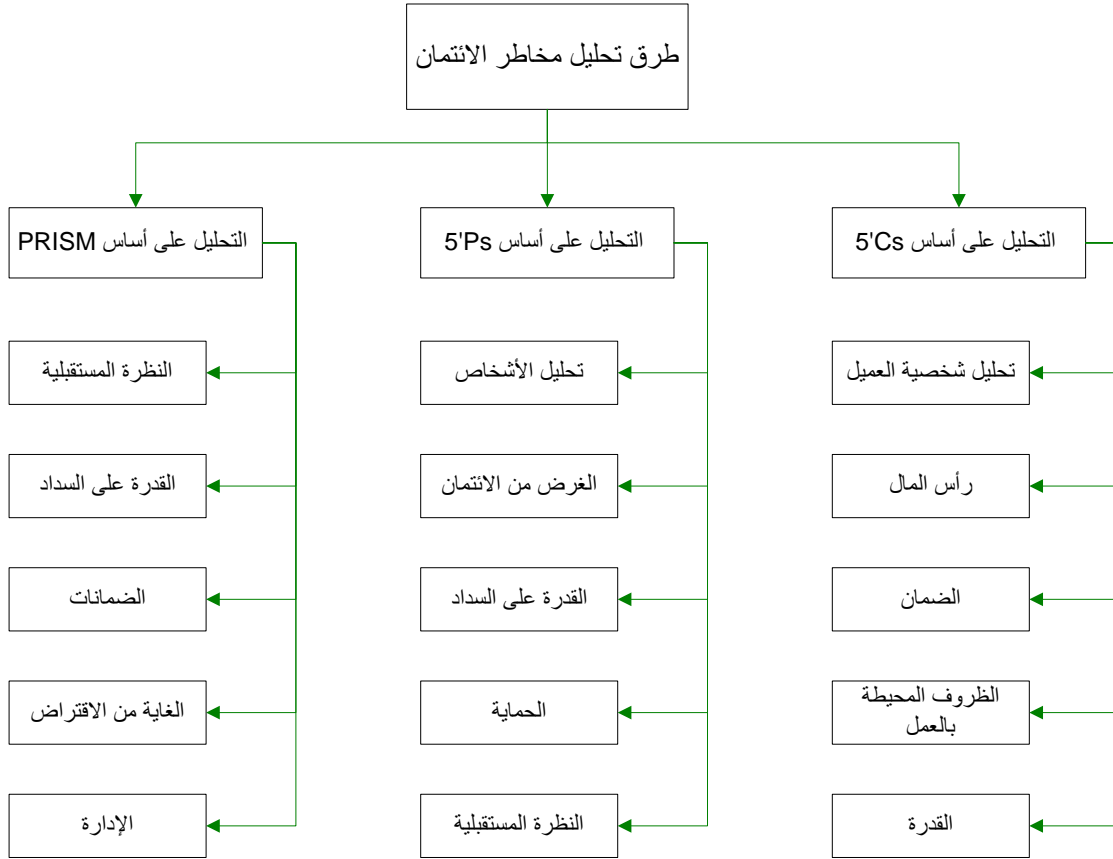 طرق تحليل مخاطر الائتمان
التحليل على أساس 5'Cs
تحليل شخصية العميل
رأس المال
الضمان
الظروف المحيطة
بالعمل
القدرة
التحليل على أساس 5'Ps
تحليل الأشخاص
الغرض من الائتمان
القدرة على السداد
الحماية
النظرة المستقبلية
التحليل على أساس PRISM
النظرة المستقبلية
القدرة على السداد
الضمانات
الغاية من الاقتراض
الإدارة